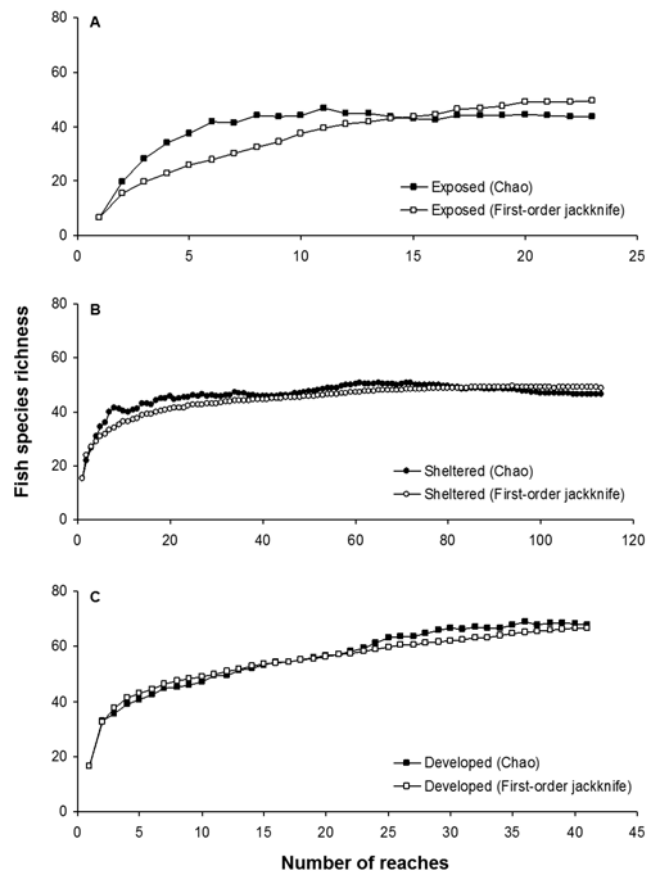 A
80
60
40
20
0
Exposed (Chao)
Exposed (First-order jackknife)
0 5 10 15 20 25
Fish species richness
B
80
60
40
20
0
Sheltered (Chao)
Sheltered (First-order jackknife)
0 20 40 60 80 100 120
C
80
60
40
20
0
Developed (Chao)
Developed (First-order jackknife)
0 5 10 15 20 25 30 35 40 45
Number of reaches